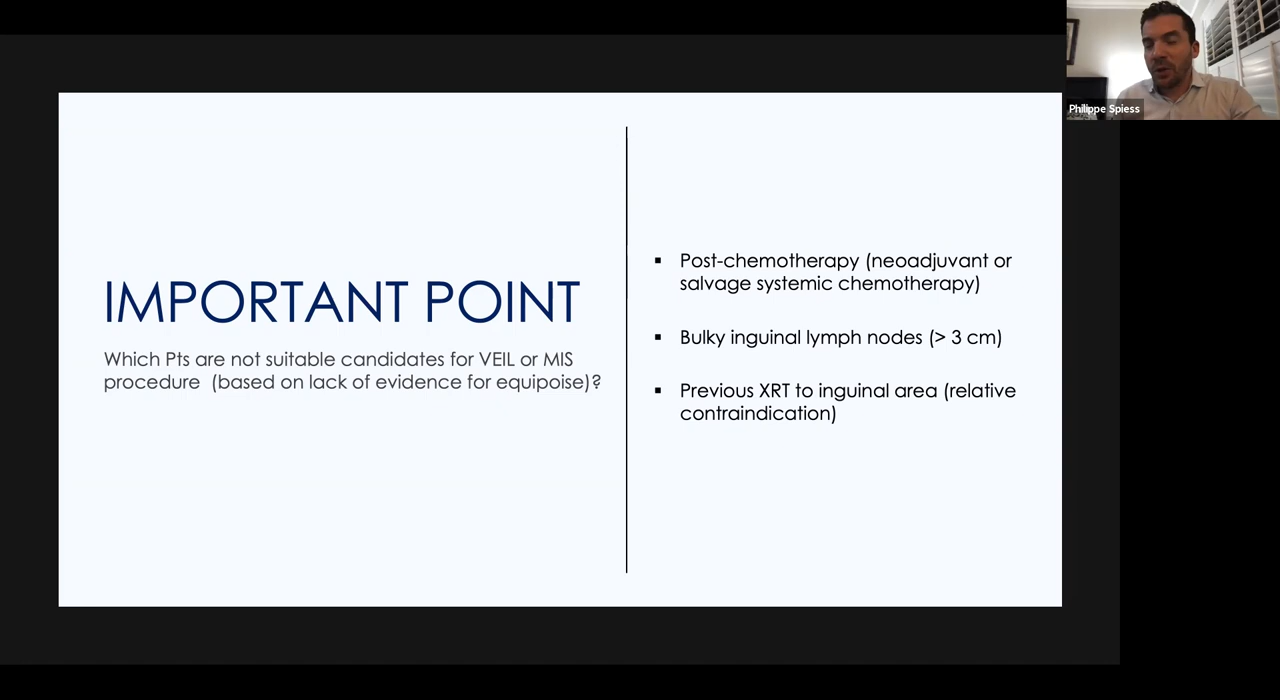 IMPORTANT POINT
Which Pts are not suitable candidates for VEIL or MIS
procedure (based on lack of evidence for equipoise)?
▪ Post-chemotherapy (neoadjuvant or
salvage systemic chemotherapy)
▪ Bulky inguinal lymph nodes (> 3 cm)
▪ Previous XRT to inguinal area (relative
contraindication)
Philippe Spiess